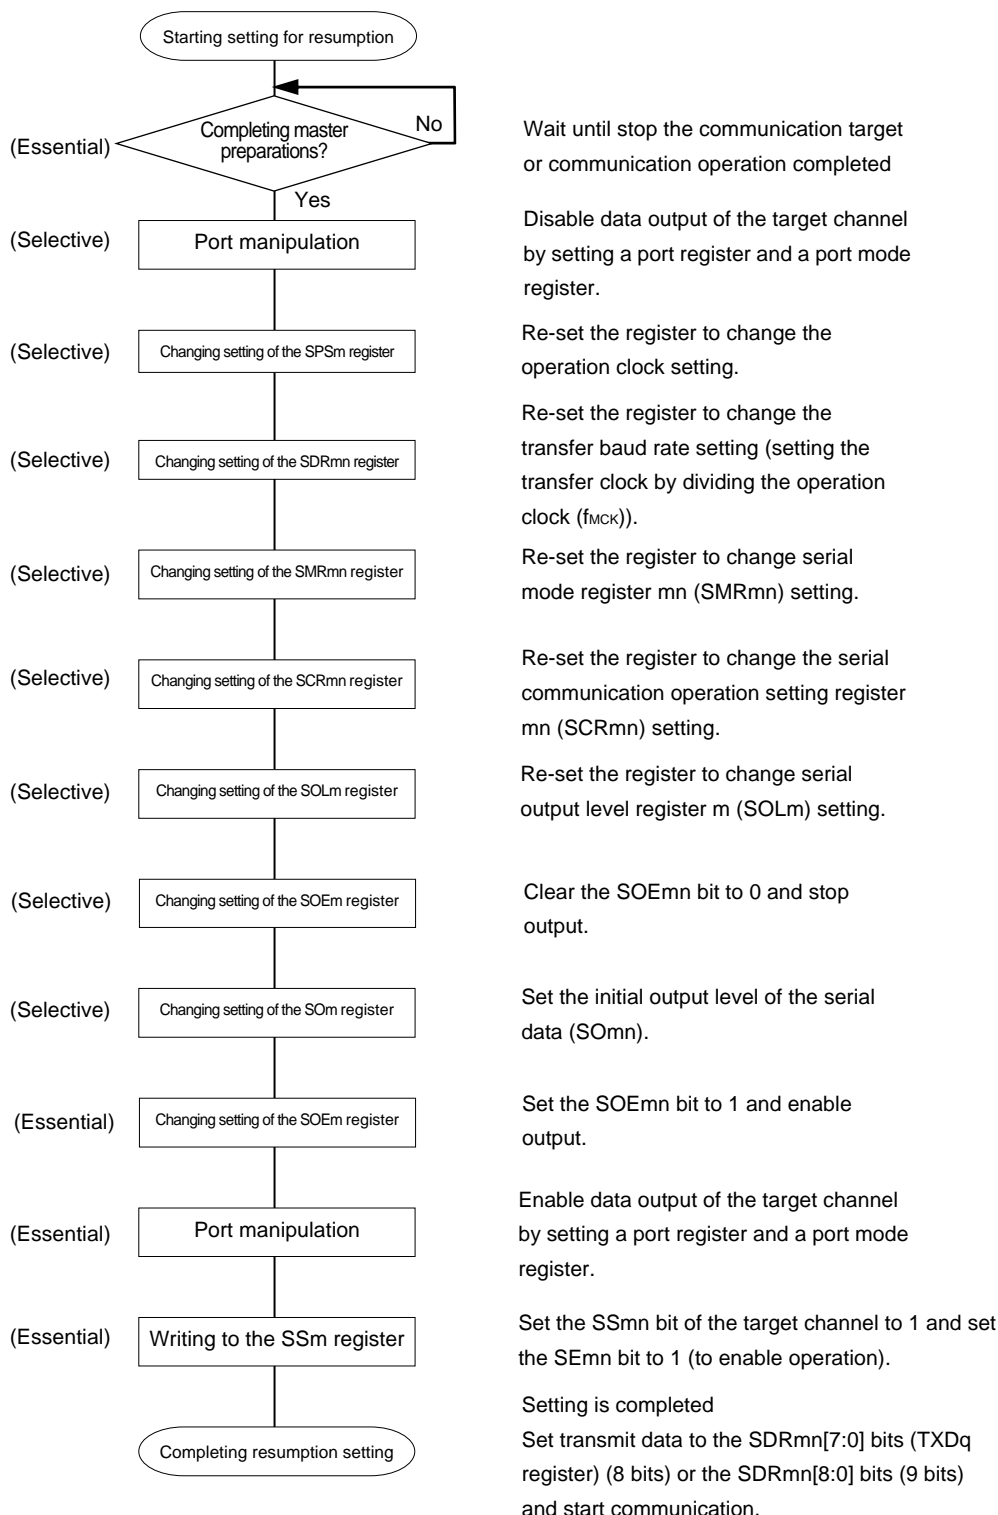 Starting setting for resumption
No
(Essential)
Completing master
preparations?
Wait until stop the communication target
or communication operation completed
Yes
(Selective)
Port manipulation
Disable data output of the target channel
by setting a port register and a port mode
register.
(Selective)
Changing setting of the SPSm register
Re-set the register to change the
operation clock setting.
(Selective)
Changing setting of the SDRmn register
Re-set the register to change the
transfer baud rate setting (setting the
transfer clock by dividing the operation
clock (fMCK)).
(Selective)
Changing setting of the SMRmn register
Re-set the register to change serial
mode register mn (SMRmn) setting.
(Selective)
Changing setting of the SCRmn register
Re-set the register to change the serial
communication operation setting register
mn (SCRmn) setting.
(Selective)
Changing setting of the SOLm register
Re-set the register to change serial
output level register m (SOLm) setting.
(Selective)
Changing setting of the SOEm register
Clear the SOEmn bit to 0 and stop
output.
(Selective)
Changing setting of the SOm register
Set the initial output level of the serial
data (SOmn).
(Essential)
Changing setting of the SOEm register
Set the SOEmn bit to 1 and enable
output.
(Essential)
Port manipulation
Enable data output of the target channel
by setting a port register and a port mode
register.
(Essential)
Writing to the SSm register
Set the SSmn bit of the target channel to 1 and set
the SEmn bit to 1 (to enable operation).
Completing resumption setting
Setting is completed
Set transmit data to the SDRmn[7:0] bits (TXDq
register) (8 bits) or the SDRmn[8:0] bits (9 bits)
and start communication.